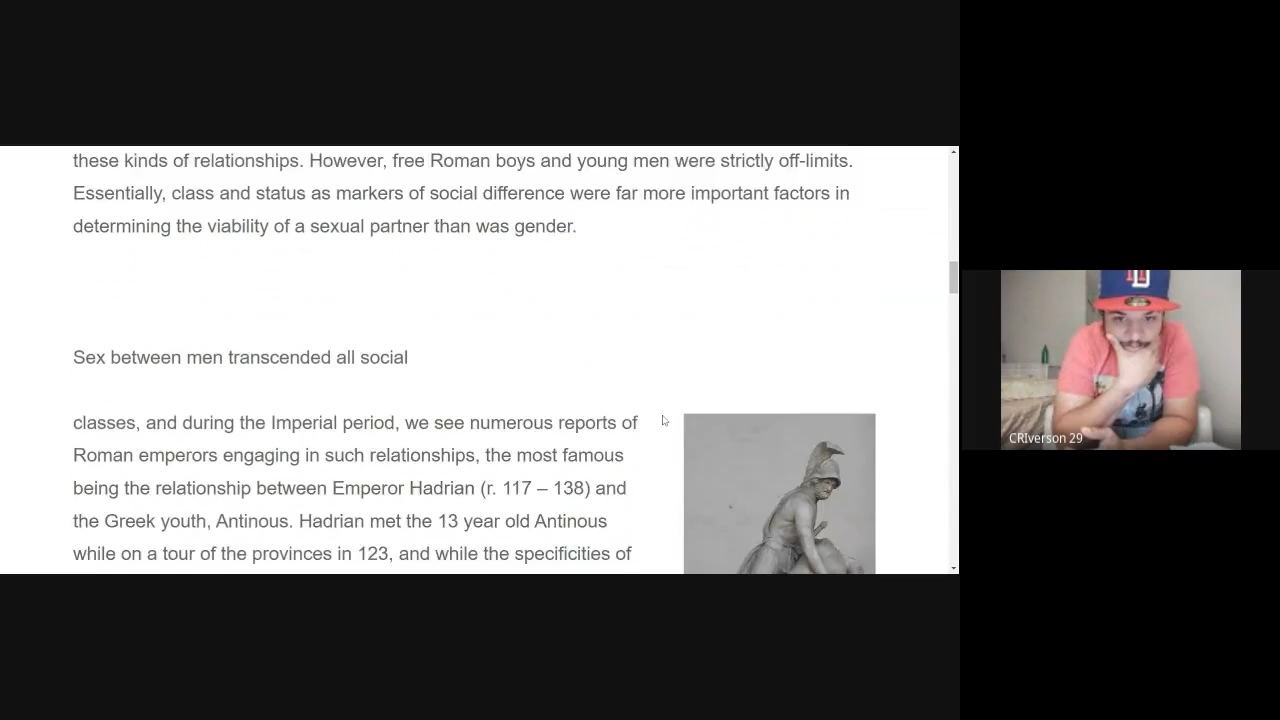 these kinds of relationships. However, free Roman boys and young men were strictly off-limits.
Essentially, class and status as markers of social difference were far more important factors in
determining the viability of a sexual partner than was gender.
Sex between men transcended all social
classes, and during the Imperial period, we see numerous reports of
Roman emperors engaging in such relationships, the most famous
being the relationship between Emperor Hadrian (r. 117 – 138) and
the Greek youth, Antinous. Hadrian met the 13 year old Antinous
while on a tour of the provinces in 123, and while the specificities of
CRIverson 29